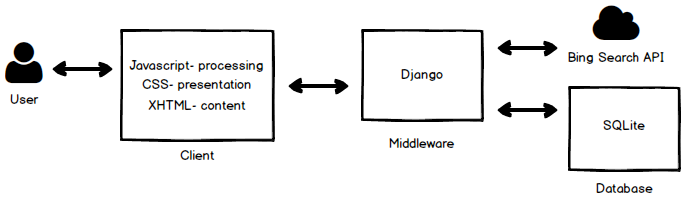 User
Javascript- processing
CSS- presentation
XHTML- content
Client
Django
Middleware
Bing Search API
SQLite
Database